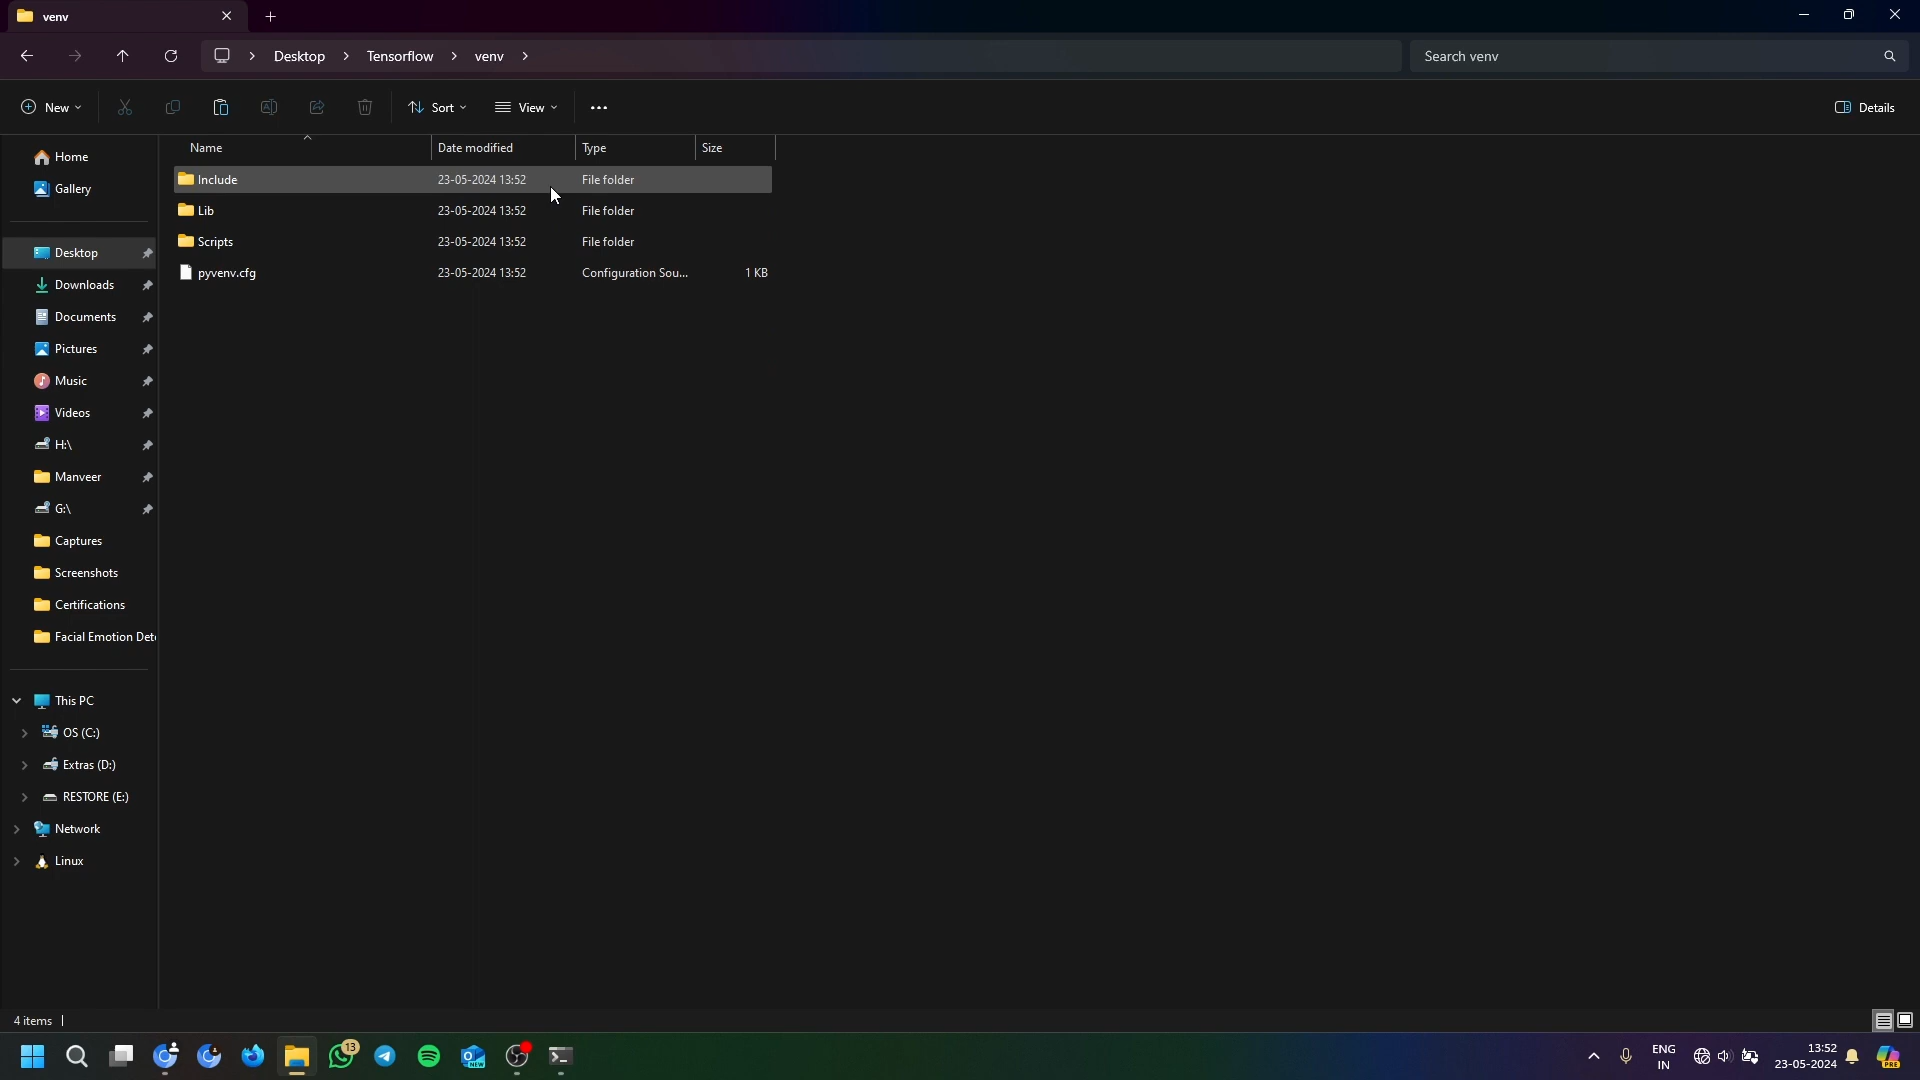 venv
Desktop > Tensorflow > venv >
Search venv
New
Sort
View
Details
Name
Date modified
Type
Size
Include 23-05-2024 13:52 File folder
Lib 23-05-2024 13:52 File folder
Scripts 23-05-2024 13:52 File folder
pyvenv.cfg 23-05-2024 13:52 Configuration Sou... 1 KB
Home
Gallery
Desktop
Downloads
Documents
Pictures
Music
Videos
H:\
Manveer
G:\
Captures
Screenshots
Certifications
Facial Emotion Det
This PC
OS (C:)
Extras (D:)
RESTORE (E:)
Network
Linux
4 items
13
NEW
ENG
IN
13:52
23-05-2024
PRE